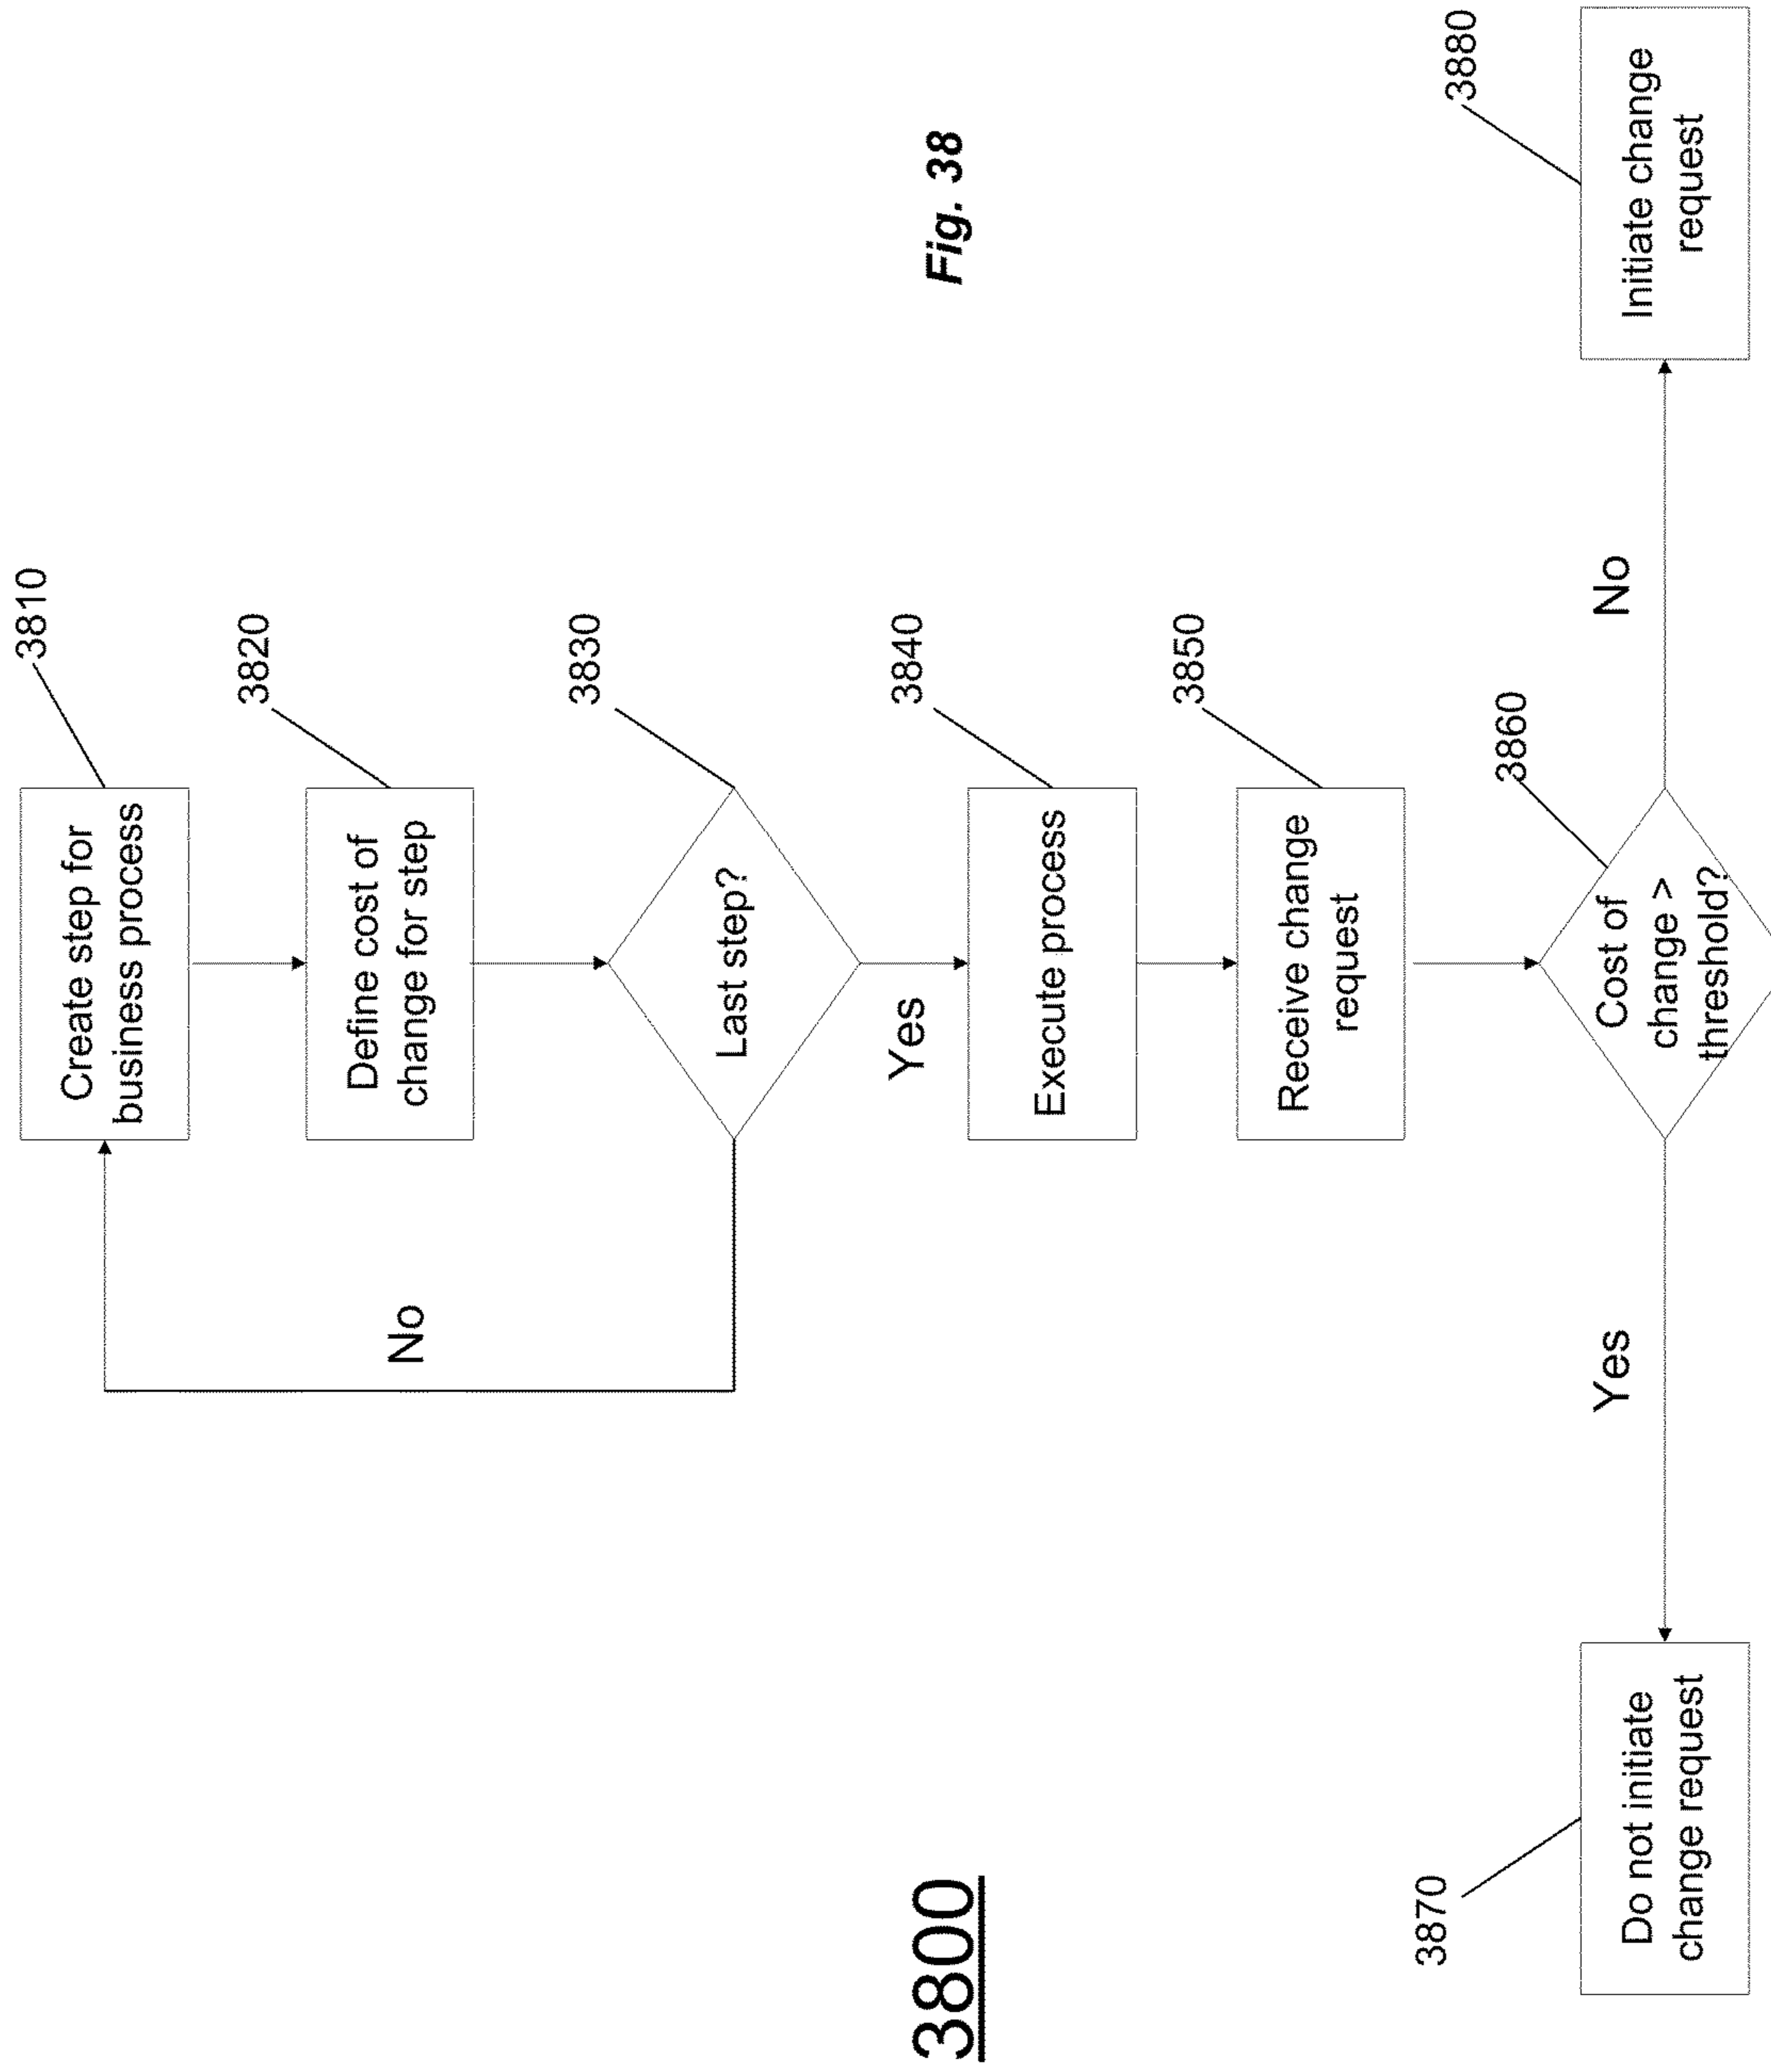 3800
3810
Create step for
business process
3820
Define cost of
change for step
3830
Last step?
No
Yes
3840
Execute process
3850
Receive change
request
3860
Cost of
change >
threshold?
Yes
No
3870
Do not initiate
change request
3880
Initiate change
request
Fig. 38